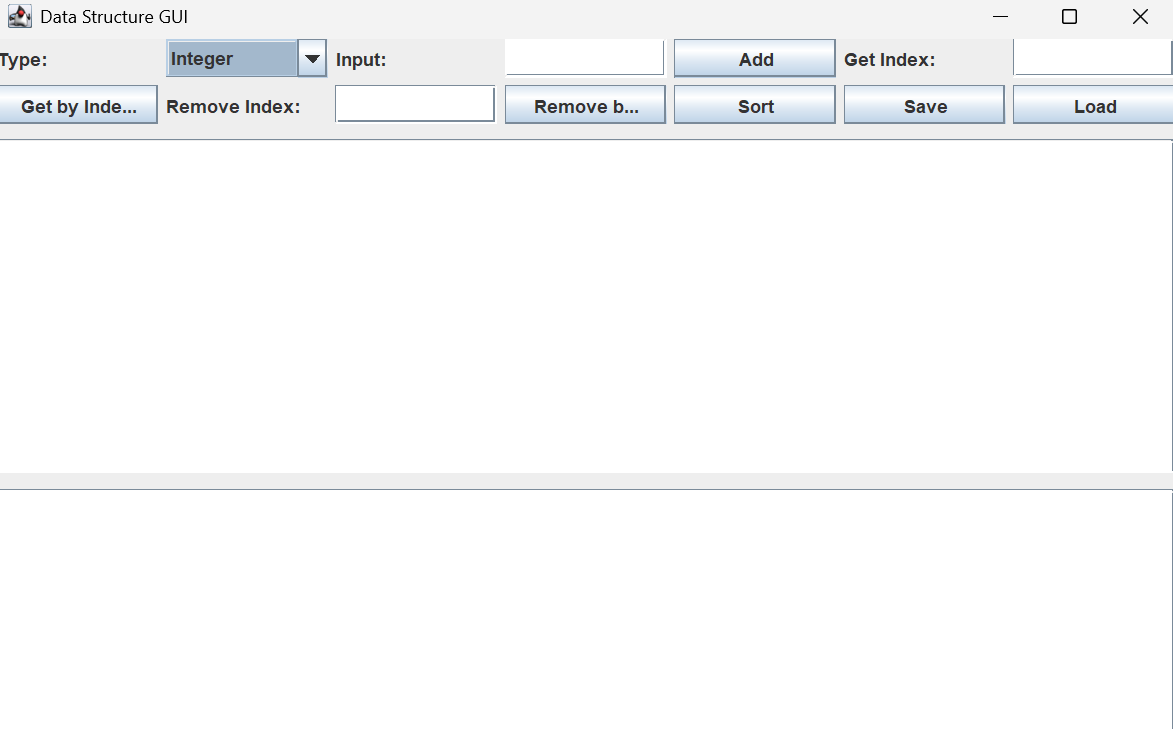 Data Structure GUI
Type: Integer Input: Add Get Index:
Get by Inde... Remove Index: Remove b... Sort Save Load